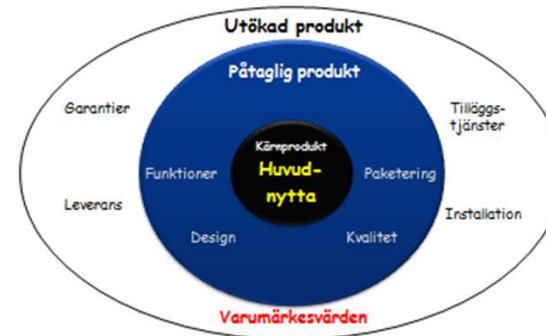 Utökad produkt
Påtaglig produkt
Garantier
Tilläggs-
tjänster
Kärnprodukt
Huvud-
nytta
Funktioner
Paketering
Leverans
Installation
Design
Kvalitet
Varumärkesvärden